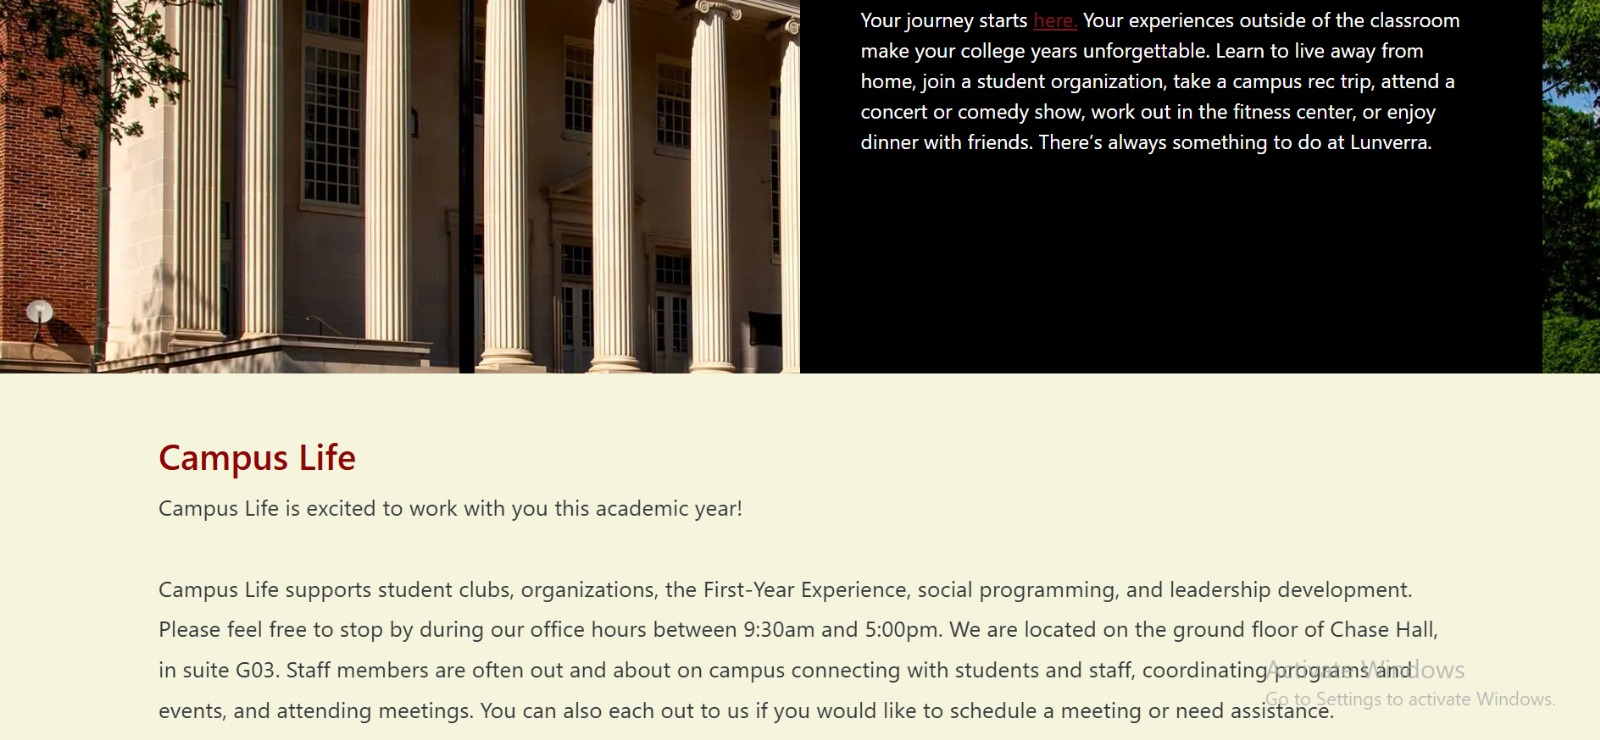 Your journey starts here. Your experiences outside of the classroom
make your college years unforgettable. Learn to live away from
home, join a student organization, take a campus rec trip, attend a
concert or comedy show, work out in the fitness center, or enjoy
dinner with friends. There’s always something to do at Lunverra.
Campus Life
Campus Life is excited to work with you this academic year!
Campus Life supports student clubs, organizations, the First-Year Experience, social programming, and leadership development.
Please feel free to stop by during our office hours between 9:30am and 5:00pm. We are located on the ground floor of Chase Hall,
in suite G03. Staff members are often out and about on campus connecting with students and staff, coordinating programs and
events, and attending meetings. You can also each out to us if you would like to schedule a meeting or need assistance.
Activate Windows
Go to Settings to activate Windows.